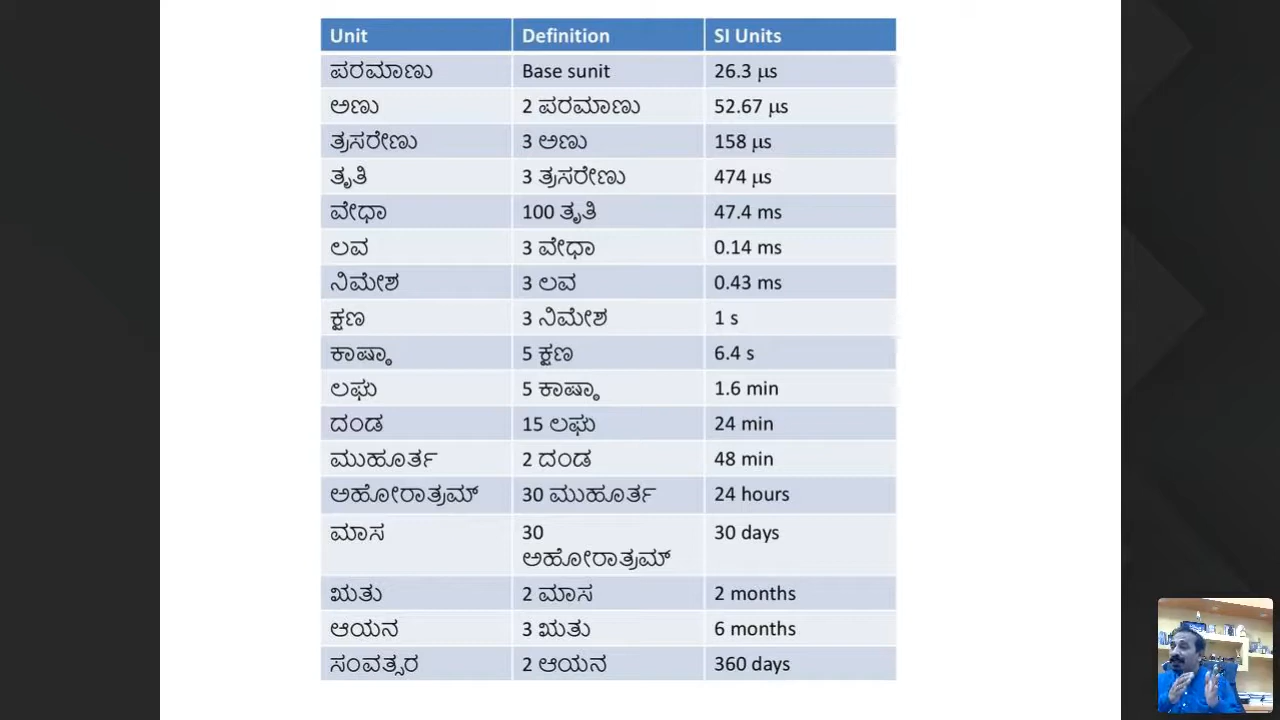 Unit Definition SI Units
ಪರಮಾಣು Base sunit 26.3 μs
ಅಣು 2 ಪರಮಾಣು 52.67 μs
ತ್ರಸರೇಣು 3 ಅಣು 158 μs
ತೃತಿ 3 ತ್ರಸರೇಣು 474 μs
ವೇಧಾ 100 ತೃತಿ 47.4 ms
ಲವ 3 ವೇಧಾ 0.14 ms
ನಿಮೇಶ 3 ಲವ 0.43 ms
ಕ್ಷಣ 3 ನಿಮೇಶ 1 s
ಕಾಷ್ಠಾ 5 ಕ್ಷಣ 6.4 s
ಲಘು 5 ಕಾಷ್ಠಾ 1.6 min
ದಂಡ 15 ಲಘು 24 min
ಮುಹೂರ್ತ 2 ದಂಡ 48 min
ಅಹೋರಾತ್ರಮ್ 30 ಮುಹೂರ್ತ 24 hours
ಮಾಸ 30 30 days
ಅಹೋರಾತ್ರಮ್
ಋತು 2 ಮಾಸ 2 months
ಆಯನ 3 ಋತು 6 months
ಸಂವತ್ಸರ 2 ಆಯನ 360 days